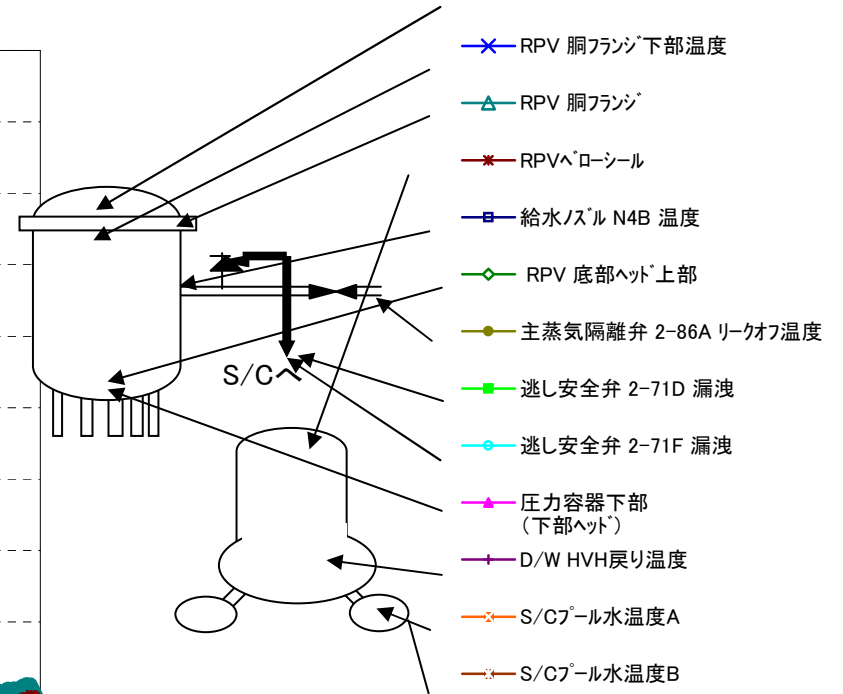 RPV 胴フランジ下部温度
RPV 胴フランジ
RPVベローシール
給水ノズル N4B 温度
RPV 底部ヘッド上部
主蒸気隔離弁 2-86A リークオフ温度
逃し安全弁 2-71D 漏洩
S/Cへ
逃し安全弁 2-71F 漏洩
圧力容器下部
(下部ヘッド)
D/W HVH戻り温度
S/Cプール水温度A
S/Cプール水温度B